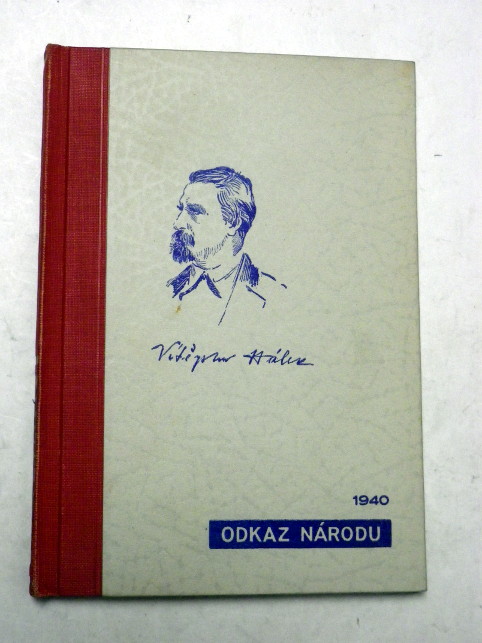 Vítězslav Hálek
1940
ODKAZ NÁRODU